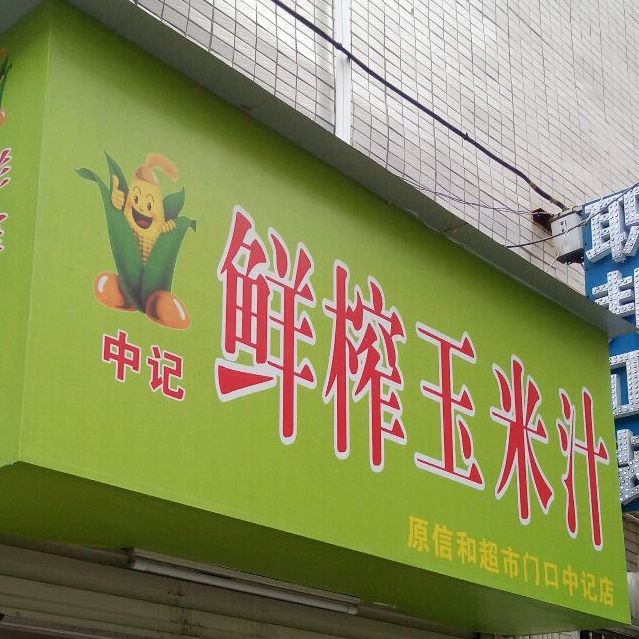 中记
鲜榨玉米汁
原信和超市门口中记店